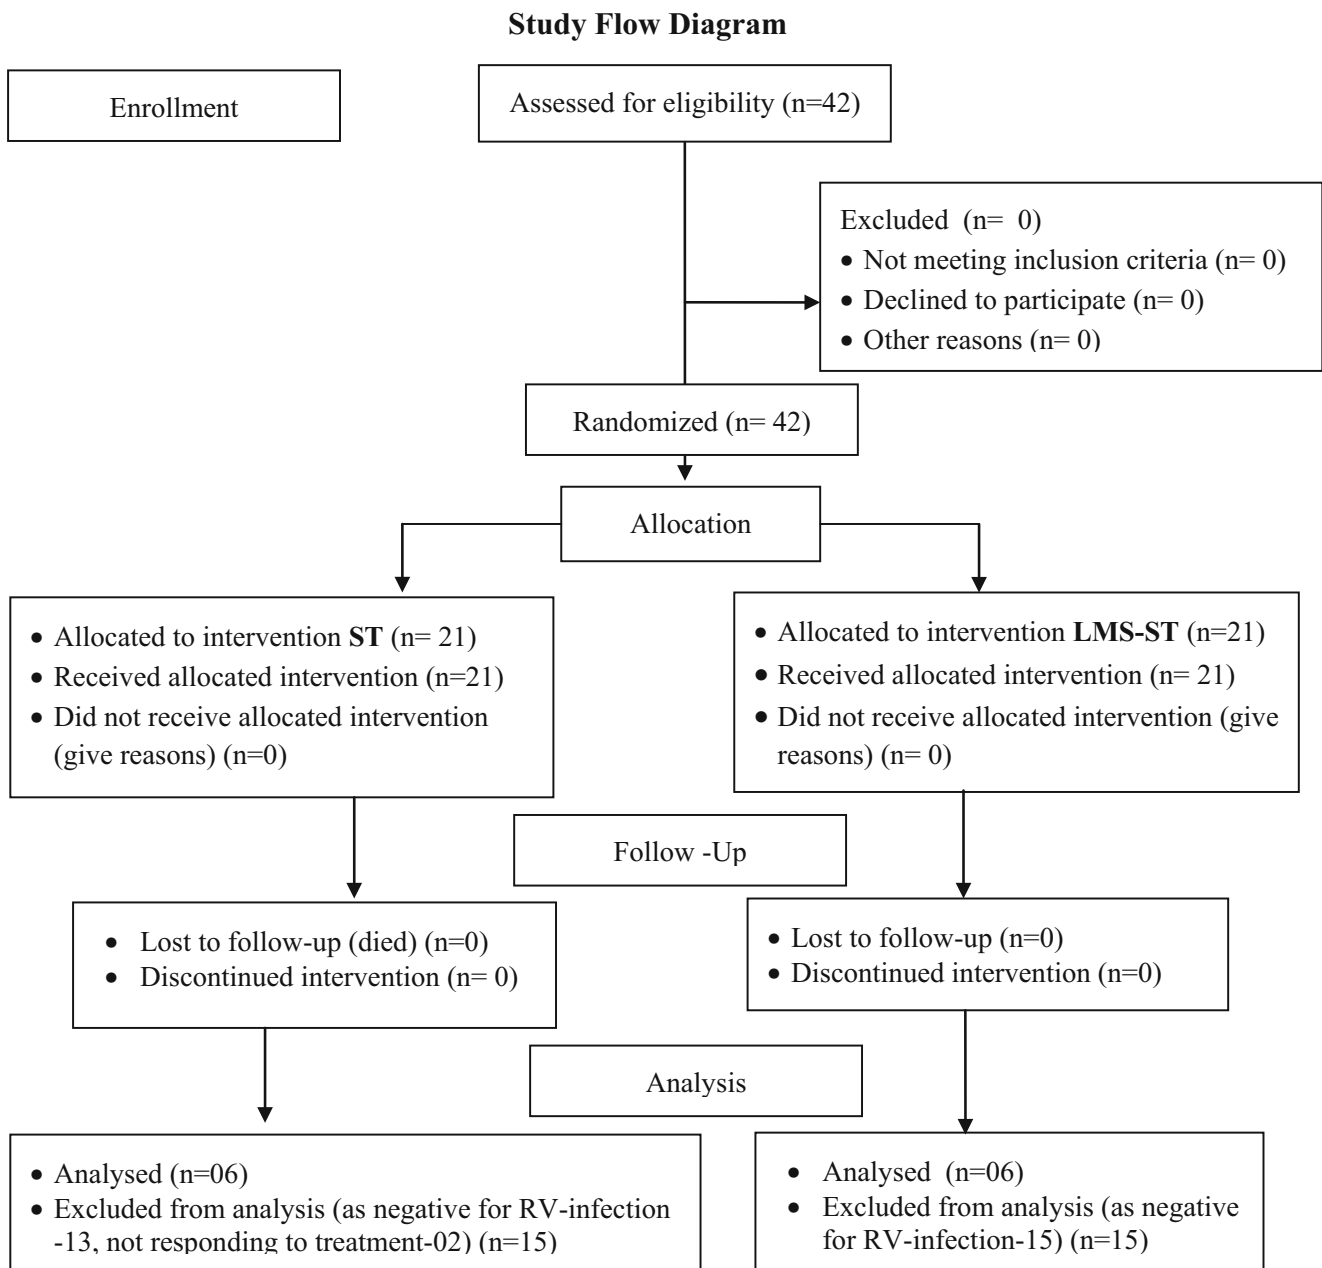 Study Flow Diagram
Enrollment
Assessed for eligibility (n=42)
Excluded (n= 0)
• Not meeting inclusion criteria (n= 0)
• Declined to participate (n= 0)
• Other reasons (n= 0)
Randomized (n= 42)
Allocation
• Allocated to intervention ST (n= 21)
• Received allocated intervention (n=21)
• Did not receive allocated intervention
(give reasons) (n=0)
• Allocated to intervention LMS-ST (n=21)
• Received allocated intervention (n= 21)
• Did not receive allocated intervention (give
reasons) (n= 0)
Follow -Up
• Lost to follow-up (died) (n=0)
• Discontinued intervention (n= 0)
• Lost to follow-up (n=0)
• Discontinued intervention (n=0)
Analysis
• Analysed (n=06)
• Excluded from analysis (as negative for RV-infection
-13, not responding to treatment-02) (n=15)
• Analysed (n=06)
• Excluded from analysis (as negative
for RV-infection-15) (n=15)